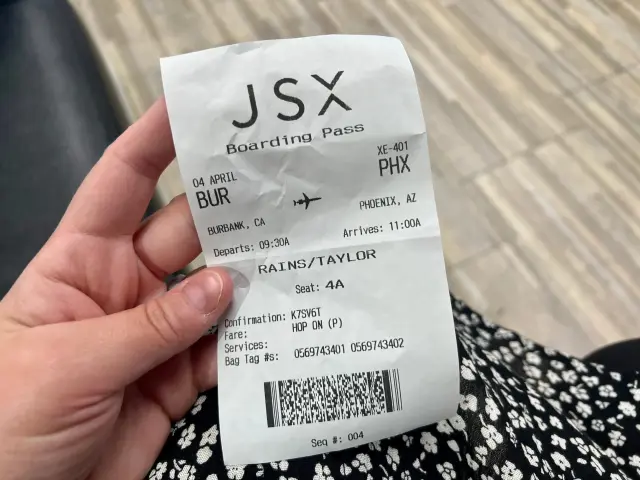 JSX
Boarding Pass
04 APRIL XE-401
BUR PHX
BURBANK, CA PHOENIX, AZ
Departs: 09:30A Arrives: 11:00A
RAINS/TAYLOR
Seat: 4A
Confirmation: K7SV6T
Fare: HOP ON (P)
Services:
Bag Tag #s: 0569743401 0569743402
Seq #: 004